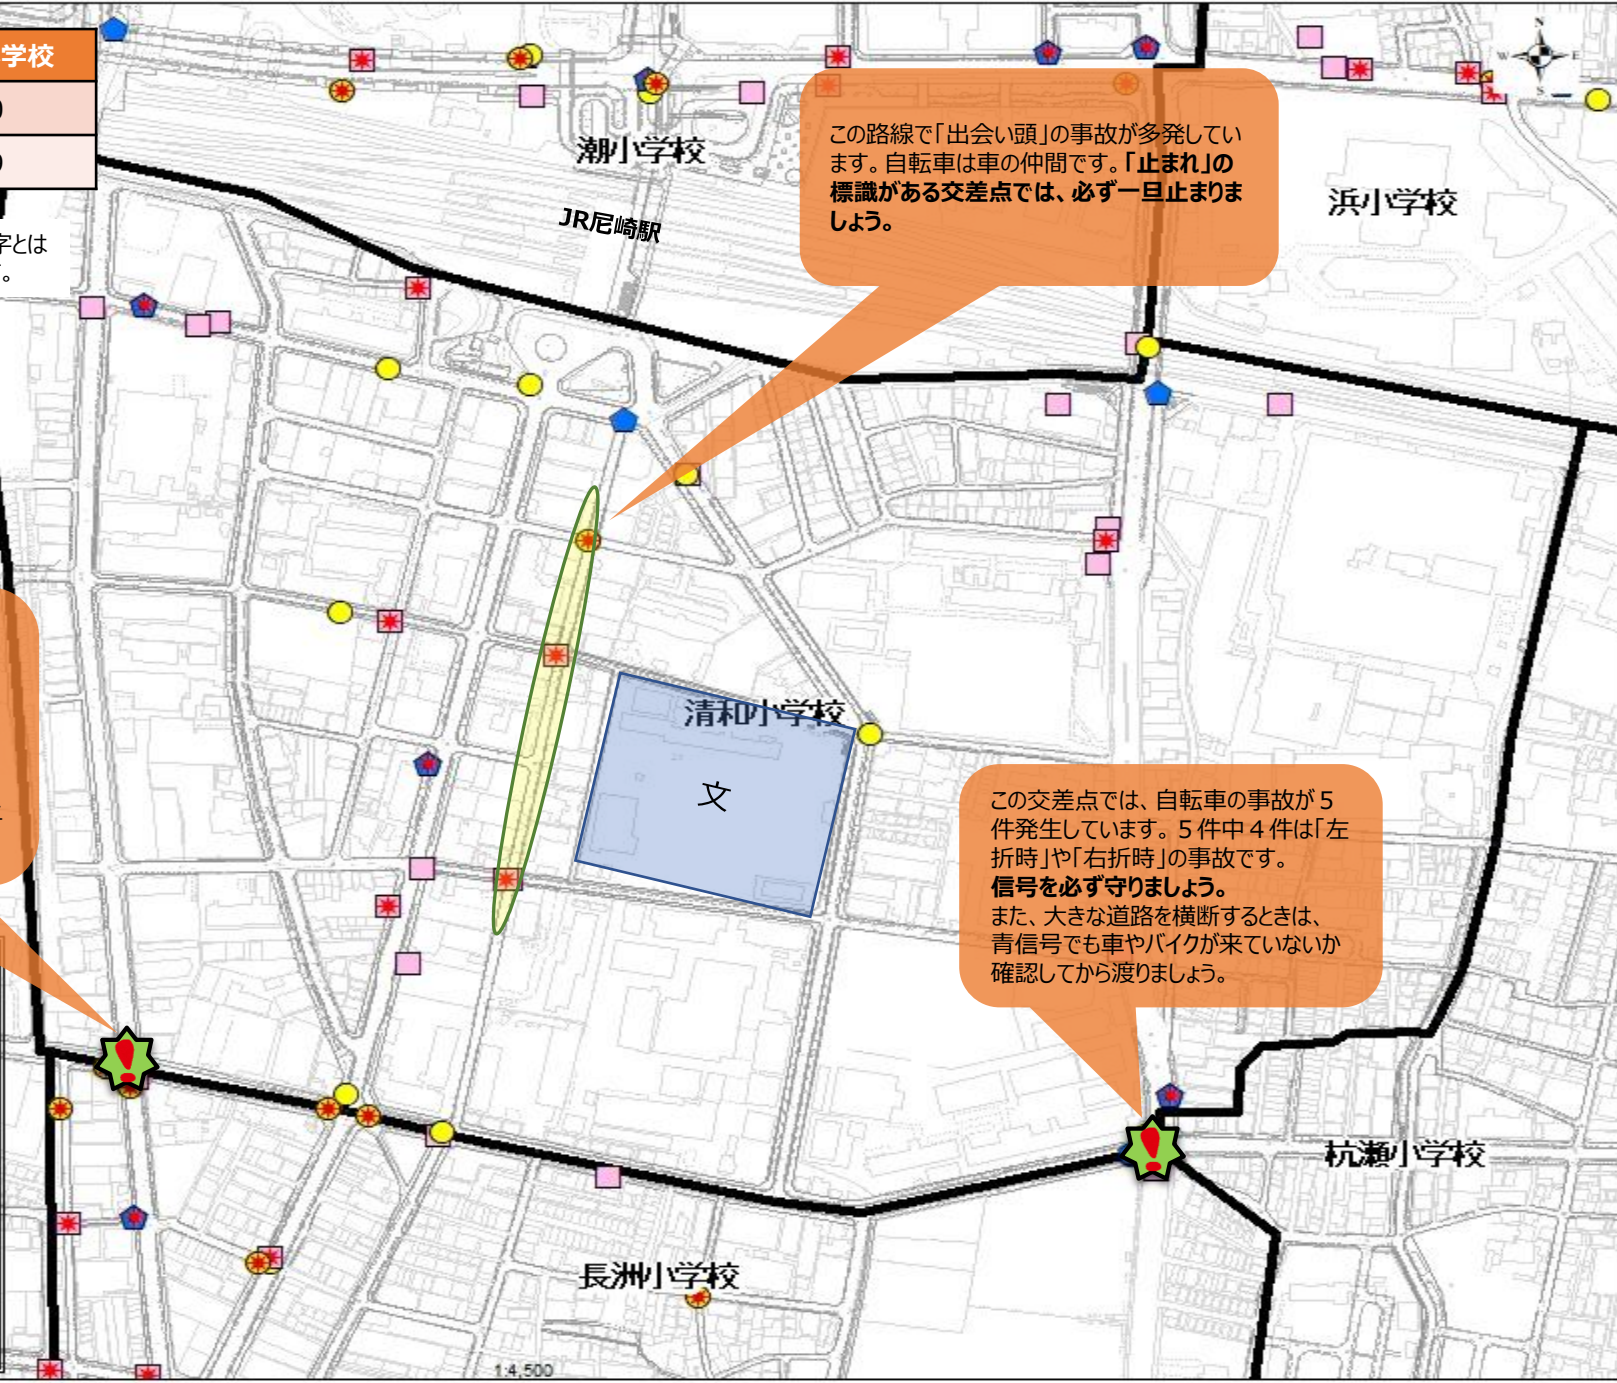 学校
字とは
。
潮小学校
JR尼崎駅
この路線で「出会い頭」の事故が多発してい
ます。自転車は車の仲間です。「止まれ」の
標識がある交差点では、必ず一旦止まりま
しょう。
N
W E
S
浜小学校
清和小学校
文
この交差点では、自転車の事故が５
件発生しています。５件中４件は「左
折時」や「右折時」の事故です。
信号を必ず守りましょう。
また、大きな道路を横断するときは、
青信号でも車やバイクが来ていないか
確認してから渡りましょう。
杭瀬小学校
長洲小学校
1:4,500